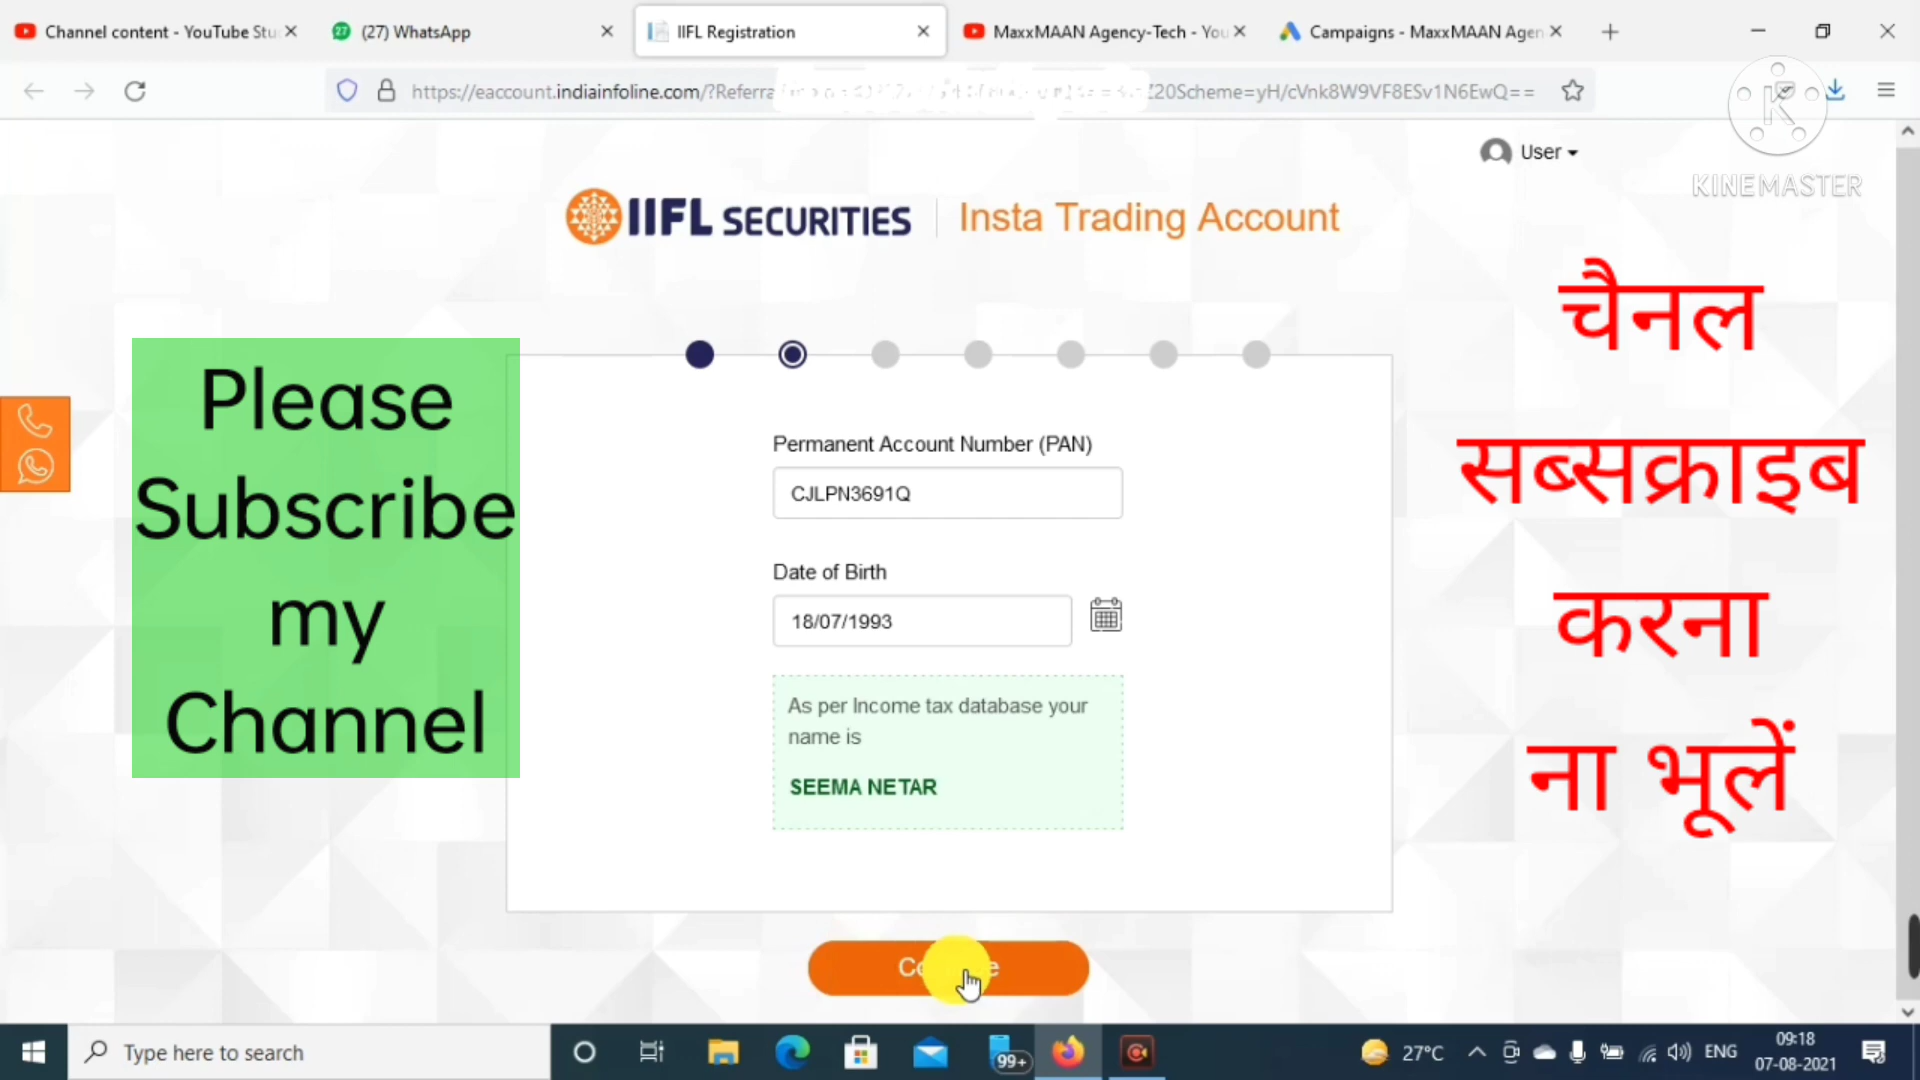 Channel content - YouTube Stu
(27) WhatsApp
IIFL Registration
MaxxMAAN Agency-Tech - You
Campaigns - MaxxMAAN Agen
https://eaccount.indiainfoline.com/?Referra
20Scheme=yH/cVnk8W9VF8ESv1N6EwQ==
User
KINEMASTER
IIFL SECURITIES
Insta Trading Account
Please
Subscribe
my
Channel
Permanent Account Number (PAN)
CJLPN3691Q
Date of Birth
18/07/1993
As per Income tax database your
name is
SEEMA NETAR
चैनल
सब्सक्राइब
करना
ना भूलें
Type here to search
99+
27°C
ENG
09:18
07-08-2021